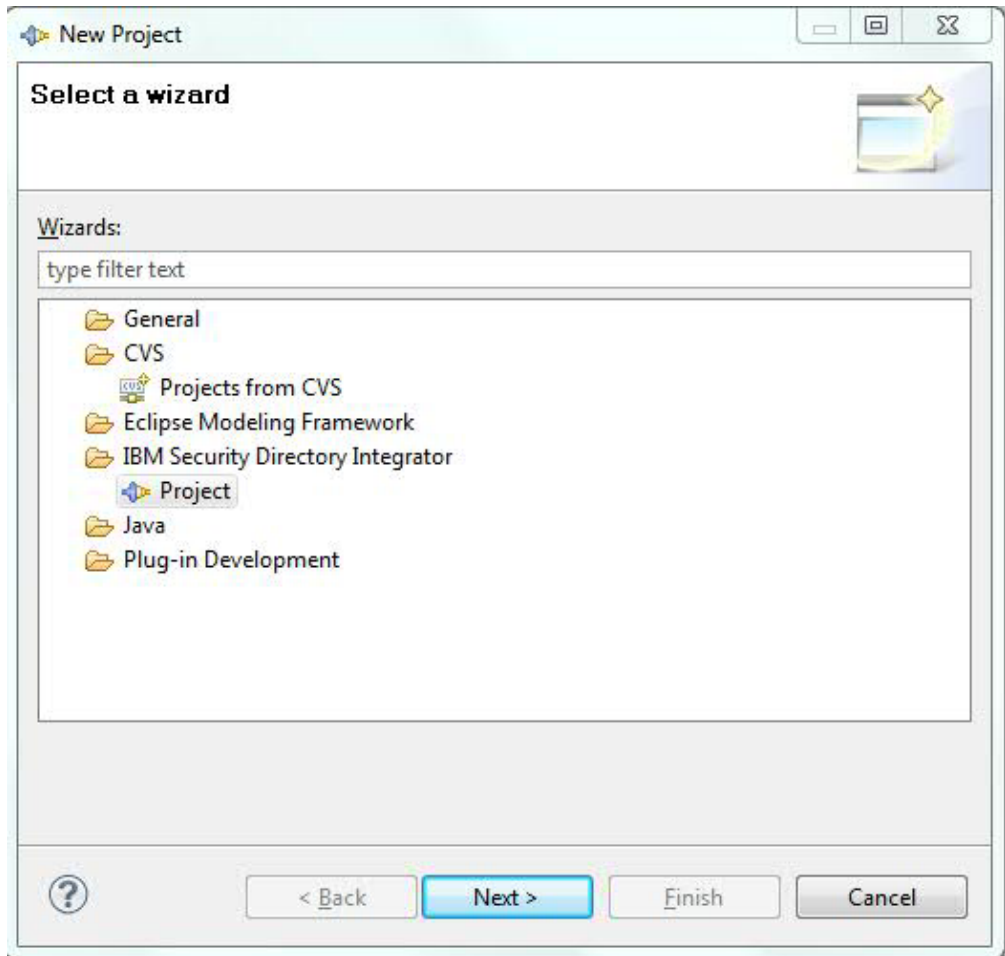 New Project
Select a wizard
Wizards:
type filter text
General
CVS
CVS
Projects from CVS
Eclipse Modeling Framework
IBM Security Directory Integrator
Project
Java
Plug-in Development
?
< Back
Next >
Finish
Cancel